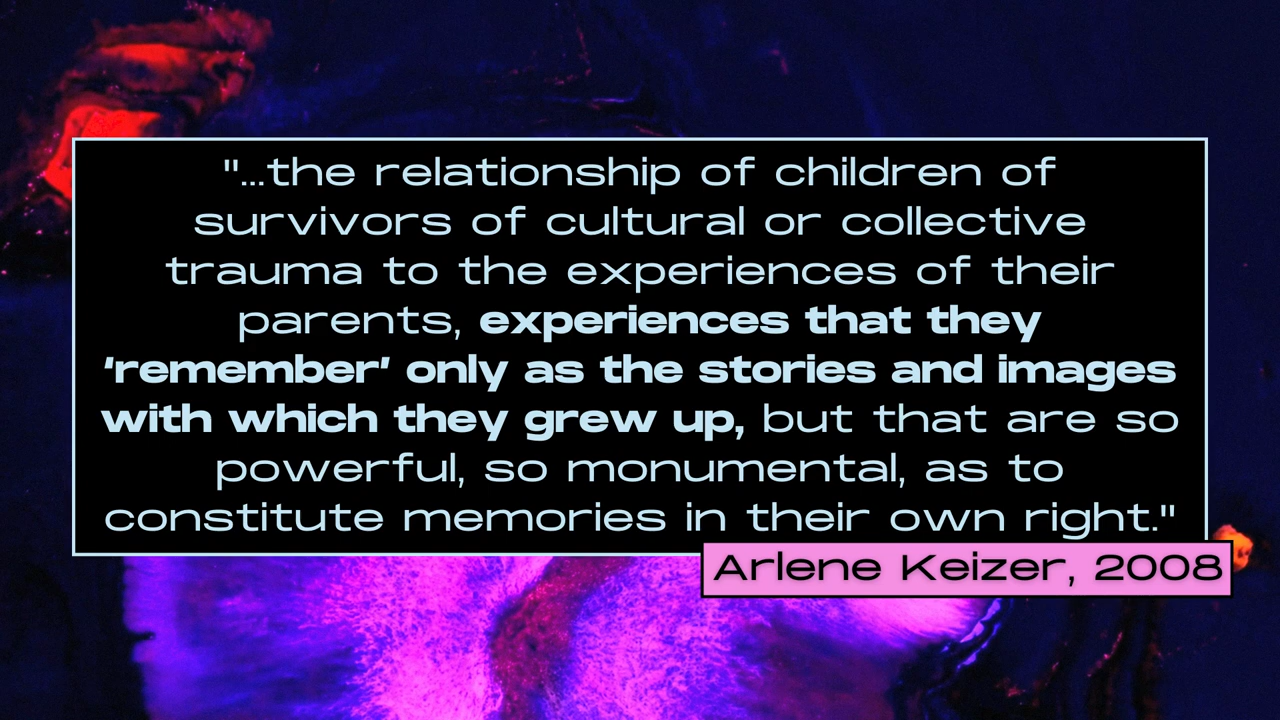 "...the relationship of children of
survivors of cultural or collective
trauma to the experiences of their
parents, experiences that they
‘remember’ only as the stories and images
with which they grew up, but that are so
powerful, so monumental, as to
constitute memories in their own right."
Arlene Keizer, 2008